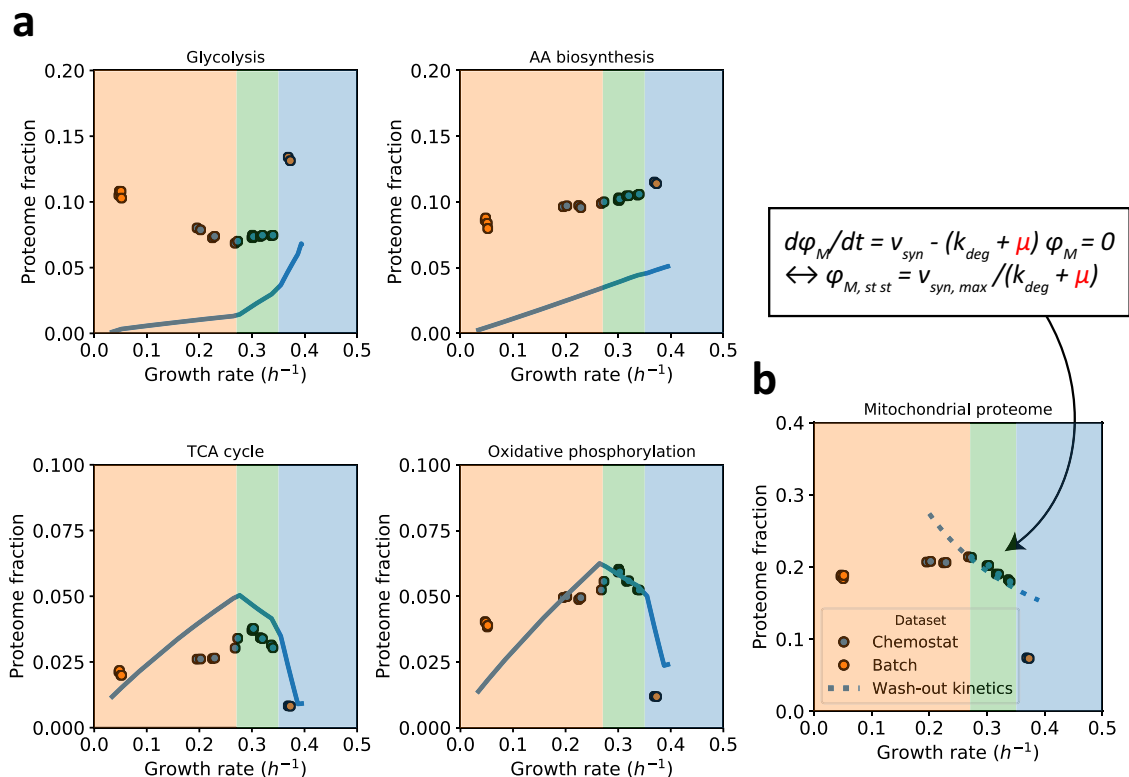 a
Glycolysis
Proteome fraction
0.20
0.15
0.10
0.05
0.00
0.0 0.1 0.2 0.3 0.4 0.5
Growth rate (h⁻¹)
AA biosynthesis
Proteome fraction
0.20
0.15
0.10
0.05
0.00
0.0 0.1 0.2 0.3 0.4 0.5
Growth rate (h⁻¹)
dφ_M/dt = v_syn - (k_deg + μ) φ_M = 0
↔ φ_M, st st = v_syn, max /(k_deg + μ)
TCA cycle
Proteome fraction
0.100
0.075
0.050
0.025
0.000
0.0 0.1 0.2 0.3 0.4 0.5
Growth rate (h⁻¹)
Oxidative phosphorylation
Proteome fraction
0.100
0.075
0.050
0.025
0.000
0.0 0.1 0.2 0.3 0.4 0.5
Growth rate (h⁻¹)
b
Mitochondrial proteome
Proteome fraction
0.4
0.3
0.2
0.1
0.0
Dataset
Chemostat
Batch
Wash-out kinetics
0.0 0.1 0.2 0.3 0.4 0.5
Growth rate (h⁻¹)